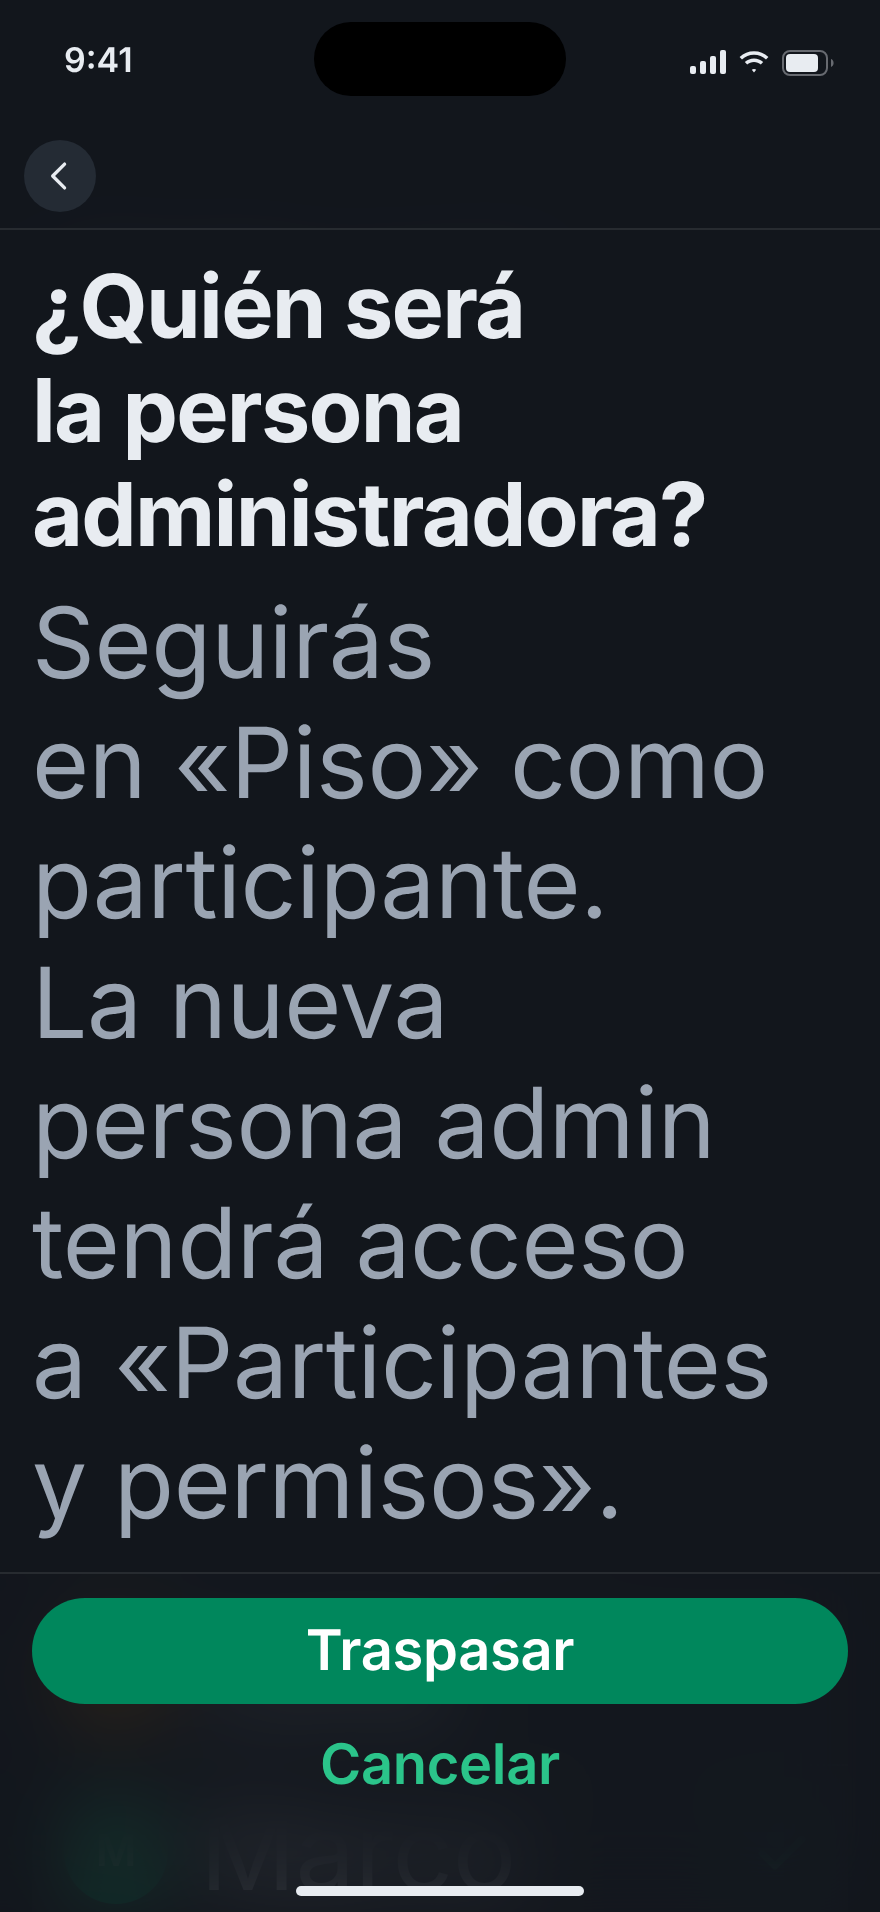 9:41
¿Quién será
la persona
administradora?
Seguirás
en «Piso» como
participante.
La nueva
persona admin
tendrá acceso
a «Participantes
y permisos».
Traspasar
Cancelar
M Marco